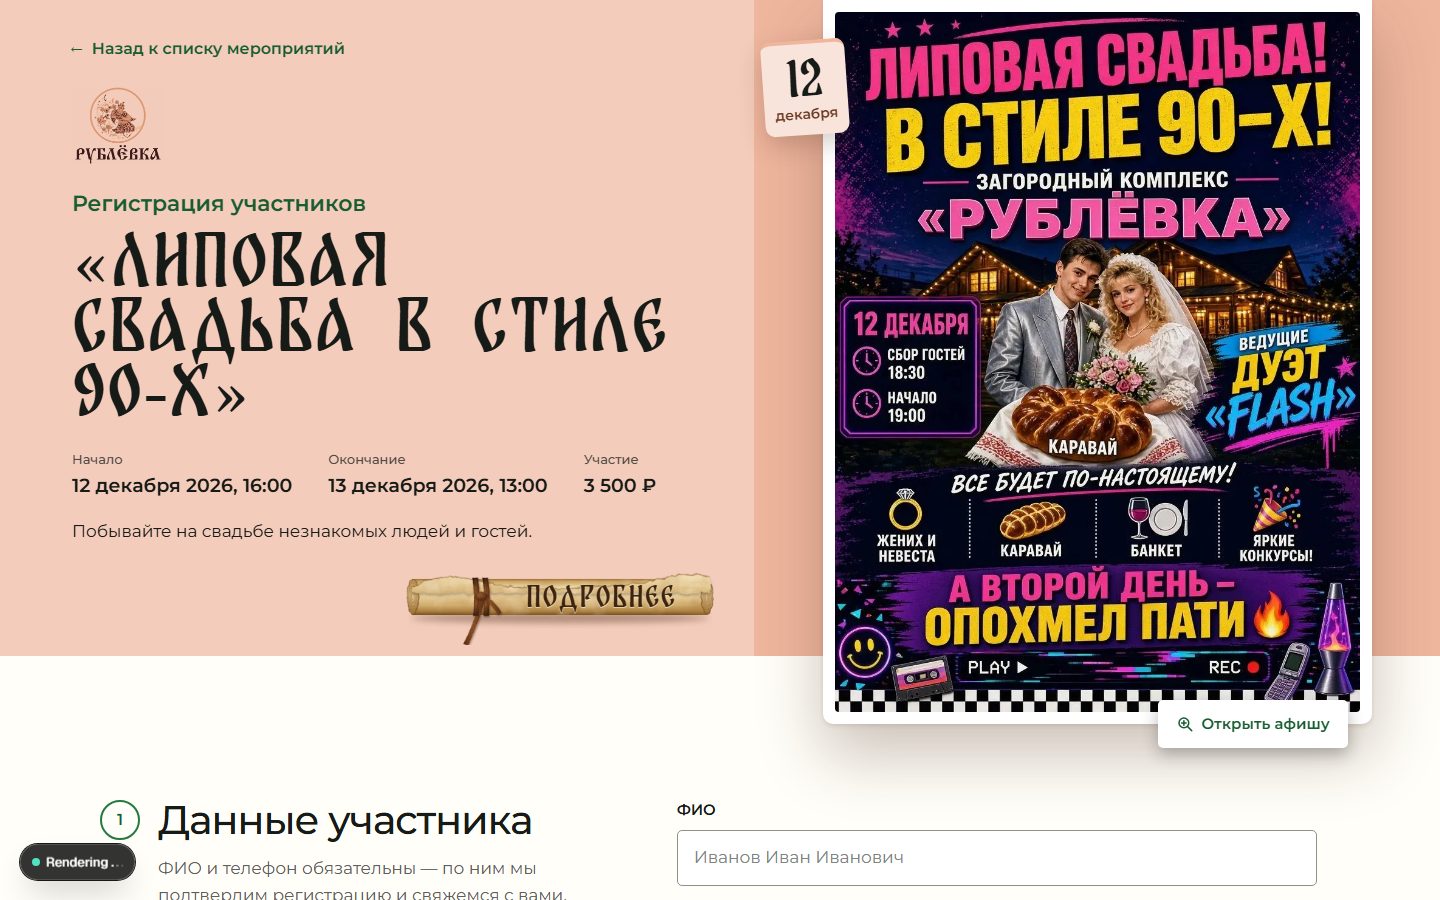 ← Назад к списку мероприятий
РУБЛЁВКА
Регистрация участников
«ЛИПОВАЯ
СВАДЬБА В СТИЛЕ
90-Х»
Начало
12 декабря 2026, 16:00
Окончание
13 декабря 2026, 13:00
Участие
3 500 ₽
Побывайте на свадьбе незнакомых людей и гостей.
ПОДРОБНЕЕ
12
декабря
ЛИПОВАЯ СВАДЬБА!
В СТИЛЕ 90-Х!
ЗАГОРОДНЫЙ КОМПЛЕКС
«РУБЛЁВКА»
12 ДЕКАБРЯ
СБОР ГОСТЕЙ
18:30
НАЧАЛО
19:00
ВЕДУЩИЕ
ДУЭТ
«FLASH»
КАРАВАЙ
ВСЕ БУДЕТ ПО-НАСТОЯЩЕМУ!
ЖЕНИХ И
НЕВЕСТА
КАРАВАЙ
БАНКЕТ
ЯРКИЕ
КОНКУРСЫ!
А ВТОРОЙ ДЕНЬ –
ОПОХМЕЛ ПАТИ
PLAY
REC
Открыть афишу
1
Данные участника
ФИО и телефон обязательны — по ним мы
подтвердим регистрацию и свяжемся с вами.
ФИО
Иванов Иван Иванович
Rendering ...